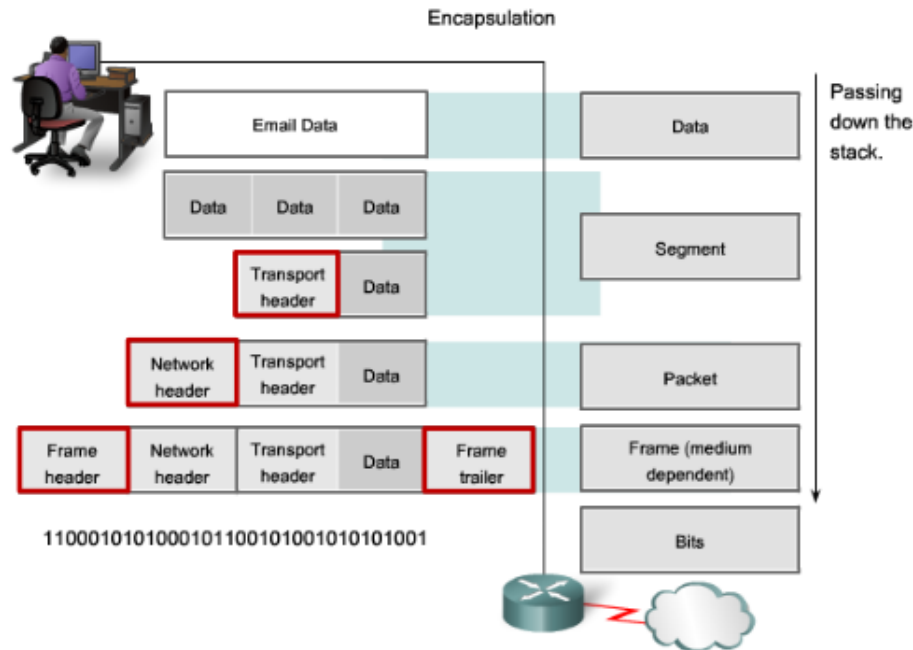 Encapsulation
Passing
down the
stack.
Email Data
Data
Data Data Data
Segment
Transport
header
Data
Network
header
Transport
header
Data
Packet
Frame
header
Network
header
Transport
header
Data
Frame
trailer
Frame (medium
dependent)
1100010101000101100101001010101001
Bits